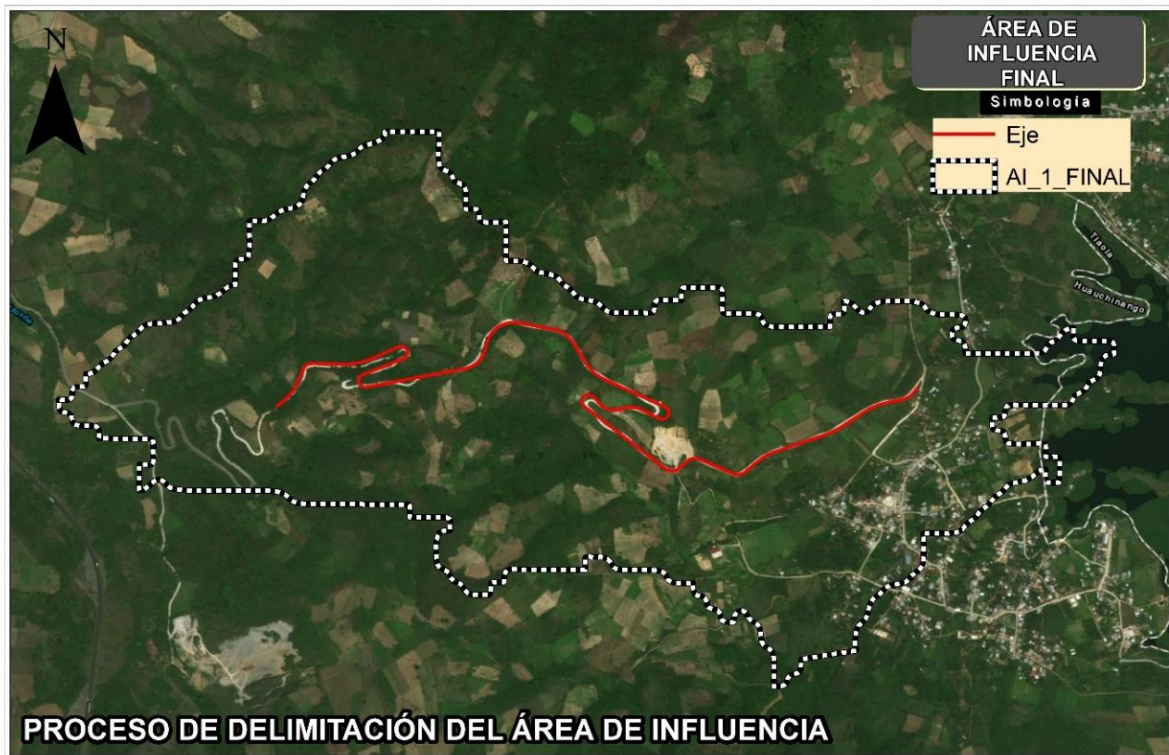 N
ÁREA DE
INFLUENCIA
FINAL
Simbología
Eje
AI_1_FINAL
Tlaola
Huauchinango
PROCESO DE DELIMITACIÓN DEL ÁREA DE INFLUENCIA